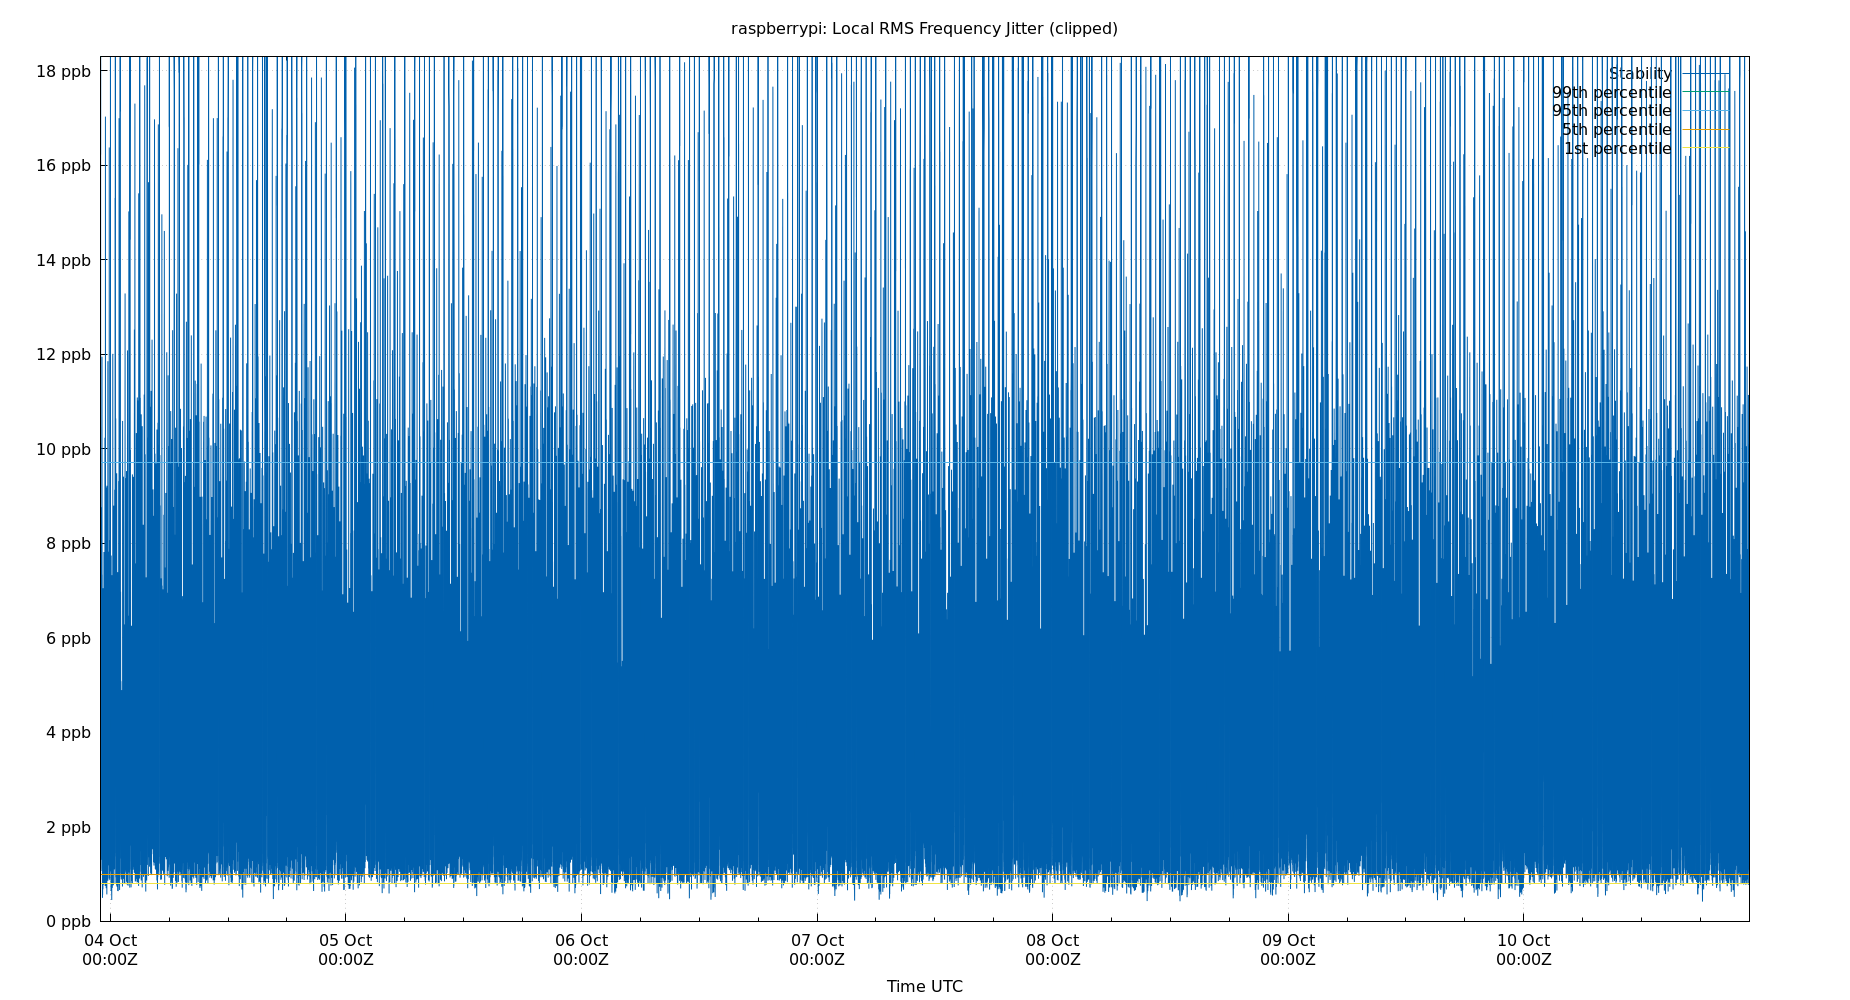 raspberrypi: Local RMS Frequency Jitter (clipped)
18 ppb
16 ppb
14 ppb
12 ppb
10 ppb
8 ppb
6 ppb
4 ppb
2 ppb
0 ppb
Stability
99th percentile
95th percentile
5th percentile
1st percentile
04 Oct 05 Oct 06 Oct 07 Oct 08 Oct 09 Oct 10 Oct
00:00Z 00:00Z 00:00Z 00:00Z 00:00Z 00:00Z 00:00Z
Time UTC